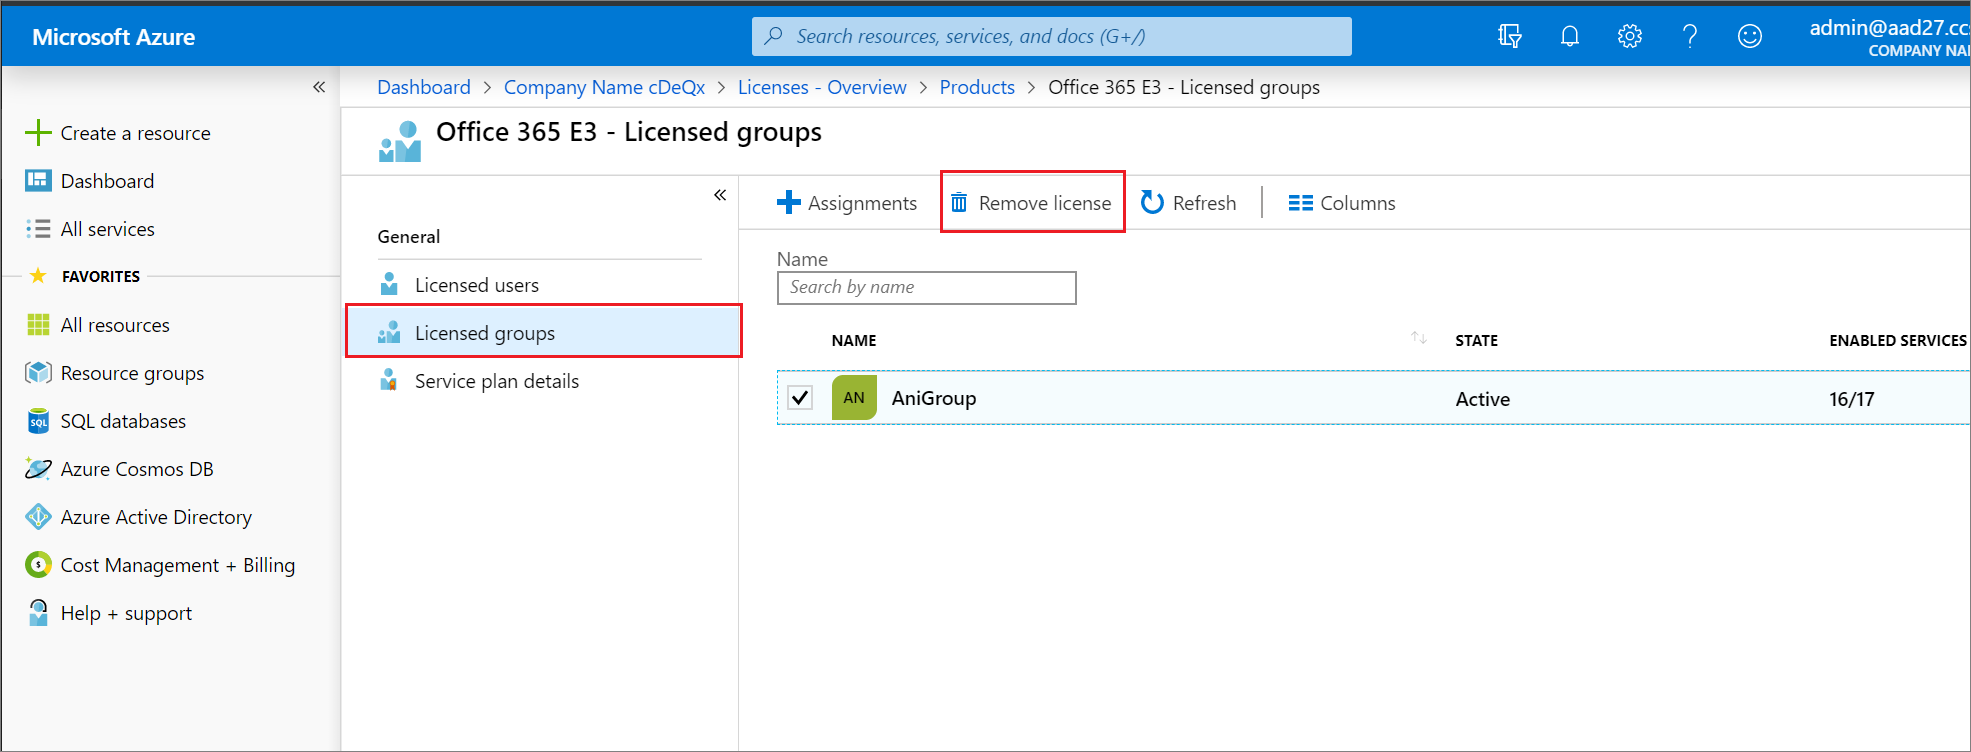 Microsoft Azure
Search resources, services, and docs (G+/)
admin@aad27.ccs
COMPANY NAM
Dashboard > Company Name cDeQx > Licenses - Overview > Products > Office 365 E3 - Licensed groups
Office 365 E3 - Licensed groups
Create a resource
Dashboard
All services
FAVORITES
All resources
Resource groups
SQL databases
Azure Cosmos DB
Azure Active Directory
Cost Management + Billing
Help + support
General
Licensed users
Licensed groups
Service plan details
Assignments
Remove license
Refresh
Columns
Name
Search by name
NAME STATE ENABLED SERVICES
AN AniGroup Active 16/17